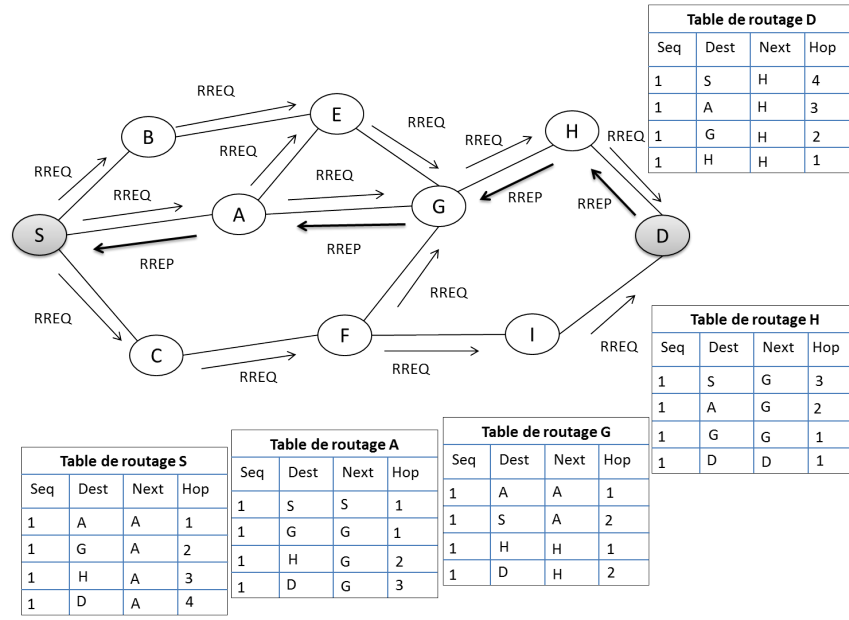 Table de routage D
Seq Dest Next Hop
1 S H 4
1 A H 3
1 G H 2
1 H H 1
RREQ
E
RREQ
B
RREQ
H
RREQ
RREQ
RREQ
RREQ
RREQ
RREQ
A
G
RREP
RREP
S
D
RREP
RREP
RREQ
RREQ
C
F
I
RREQ
RREQ
RREQ
Table de routage H
Seq Dest Next Hop
1 S G 3
1 A G 2
1 G G 1
1 D D 1
Table de routage S
Seq Dest Next Hop
1 A A 1
1 G A 2
1 H A 3
1 D A 4
Table de routage A
Seq Dest Next Hop
1 S S 1
1 G G 1
1 H G 2
1 D G 3
Table de routage G
Seq Dest Next Hop
1 A A 1
1 S A 2
1 H H 1
1 D H 2